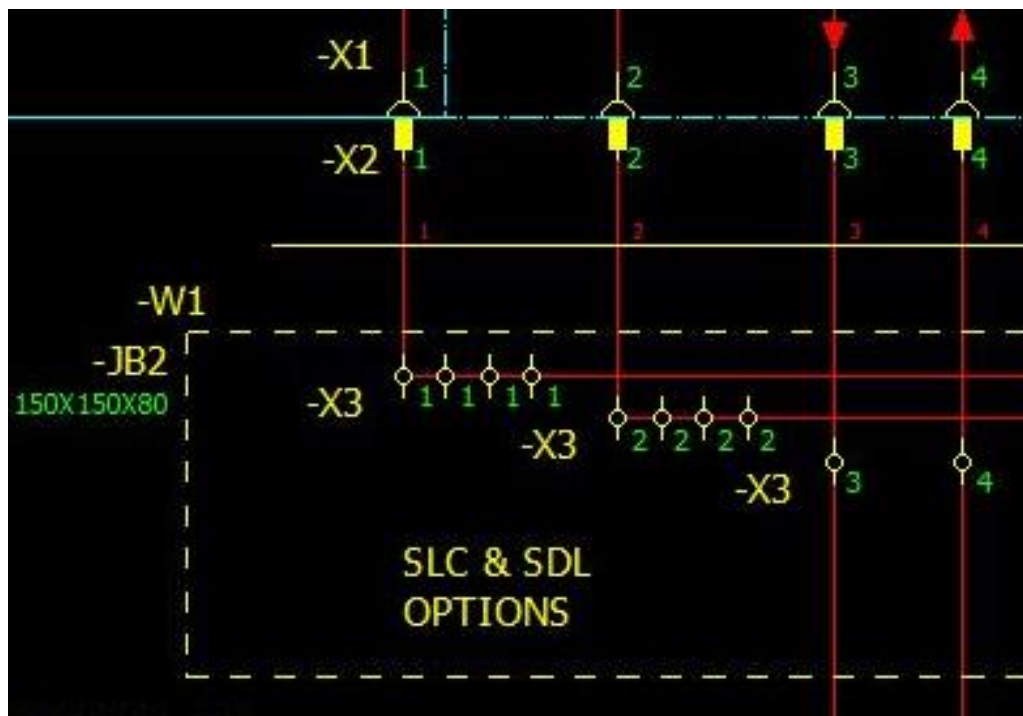 -X1 1 2 3 4
-X2 1 2 3 4
1 2 3 4
-W1
-JB2
150X150X80
-X3 1 1 1 1
-X3 2 2 2 2
-X3 3 4
SLC & SDL
OPTIONS